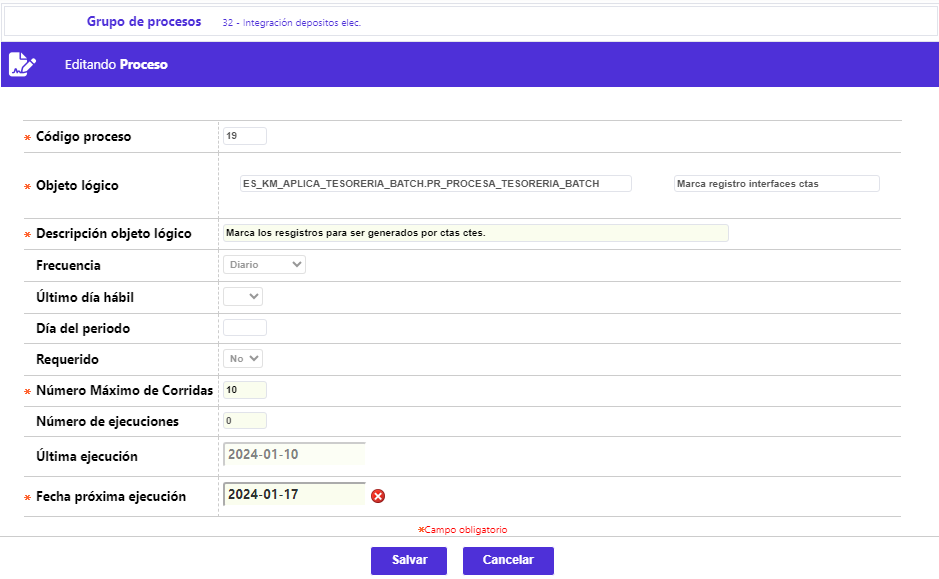 Grupo de procesos 32 - Integración depositos elec.
Editando Proceso
* Código proceso 19
* Objeto lógico ES_KM_APLICA_TESORERIA_BATCH.PR_PROCESA_TESORERIA_BATCH Marca registro interfaces ctas
* Descripción objeto lógico Marca los resgistros para ser generados por ctas ctes.
Frecuencia Diario
Último día hábil
Día del periodo
Requerido No
* Número Máximo de Corridas 10
Número de ejecuciones 0
Última ejecución 2024-01-10
* Fecha próxima ejecución 2024-01-17
*Campo obligatorio
Salvar Cancelar